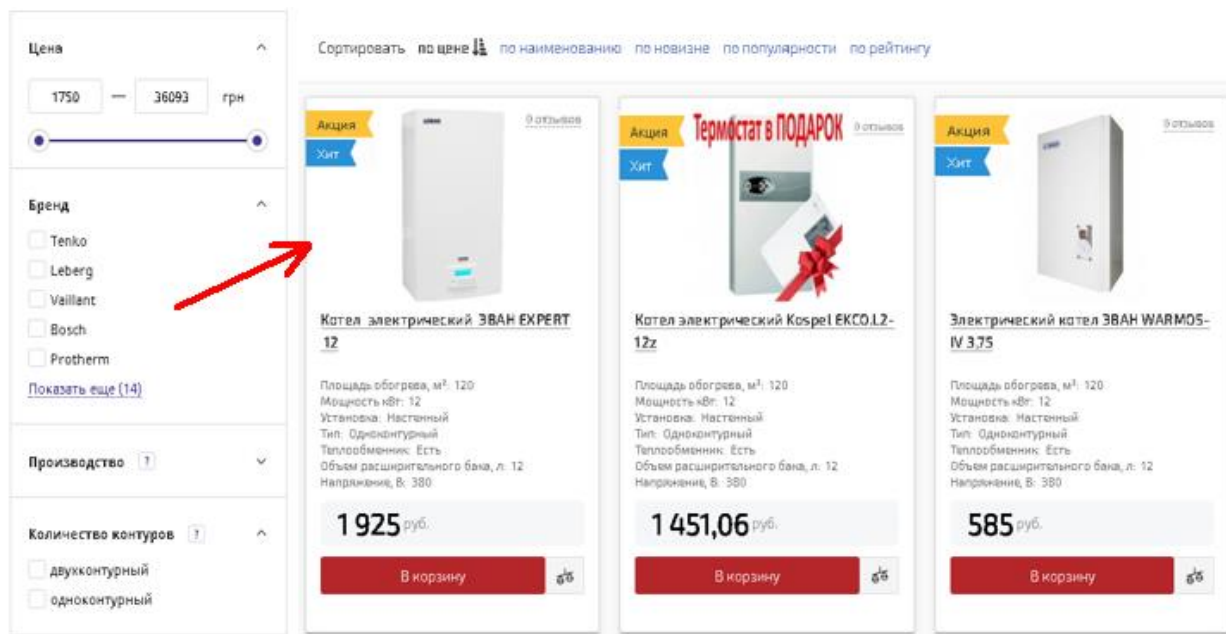 Цена
1750 — 36093 грн
Бренд
Tenko
Leberg
Vaillant
Bosch
Protherm
Показать еще (14)
Производство ?
Количество контуров ?
двухконтурный
одноконтурный
Сортировать по цене по наименованию по новизне по популярности по рейтингу
Акция
Хит
9 отзывов
Котел электрический ЭВАН EXPERT
12
Площадь обогрева, м²: 120
Мощность кВт: 12
Установка: Настенный
Тип: Одноконтурный
Теплообменник: Есть
Объем расширительного бака, л: 12
Напряжение, В: 380
1 925 руб.
В корзину
Термостат в ПОДАРОК
Акция
Хит
9 отзывов
Котел электрический Kospel EKCO.L2-
12z
Площадь обогрева, м²: 120
Мощность кВт: 12
Установка: Настенный
Тип: Одноконтурный
Теплообменник: Есть
Объем расширительного бака, л: 12
Напряжение, В: 380
1 451,06 руб.
В корзину
Акция
Хит
9 отзывов
Электрический котел ЭВАН WARMOS-
IV 3,75
Площадь обогрева, м²: 120
Мощность кВт: 12
Установка: Настенный
Тип: Одноконтурный
Теплообменник: Есть
Объем расширительного бака, л: 12
Напряжение, В: 380
585 руб.
В корзину